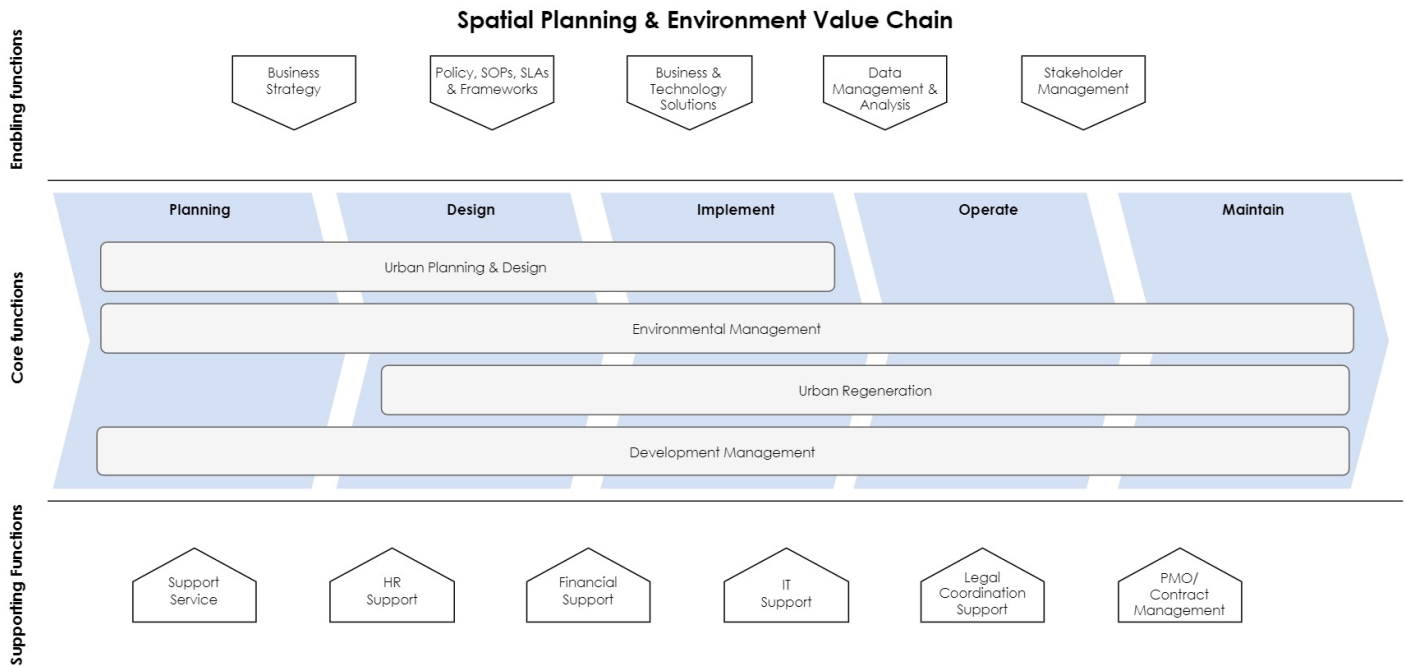 Spatial Planning & Environment Value Chain
Enabling functions
Business
Strategy
Policy, SOPs, SLAs
& Frameworks
Business &
Technology
Solutions
Data
Management &
Analysis
Stakeholder
Management
Core functions
Planning
Design
Implement
Operate
Maintain
Urban Planning & Design
Environmental Management
Urban Regeneration
Development Management
Supporting Functions
Support
Service
HR
Support
Financial
Support
IT
Support
Legal
Coordination
Support
PMO/
Contract
Management